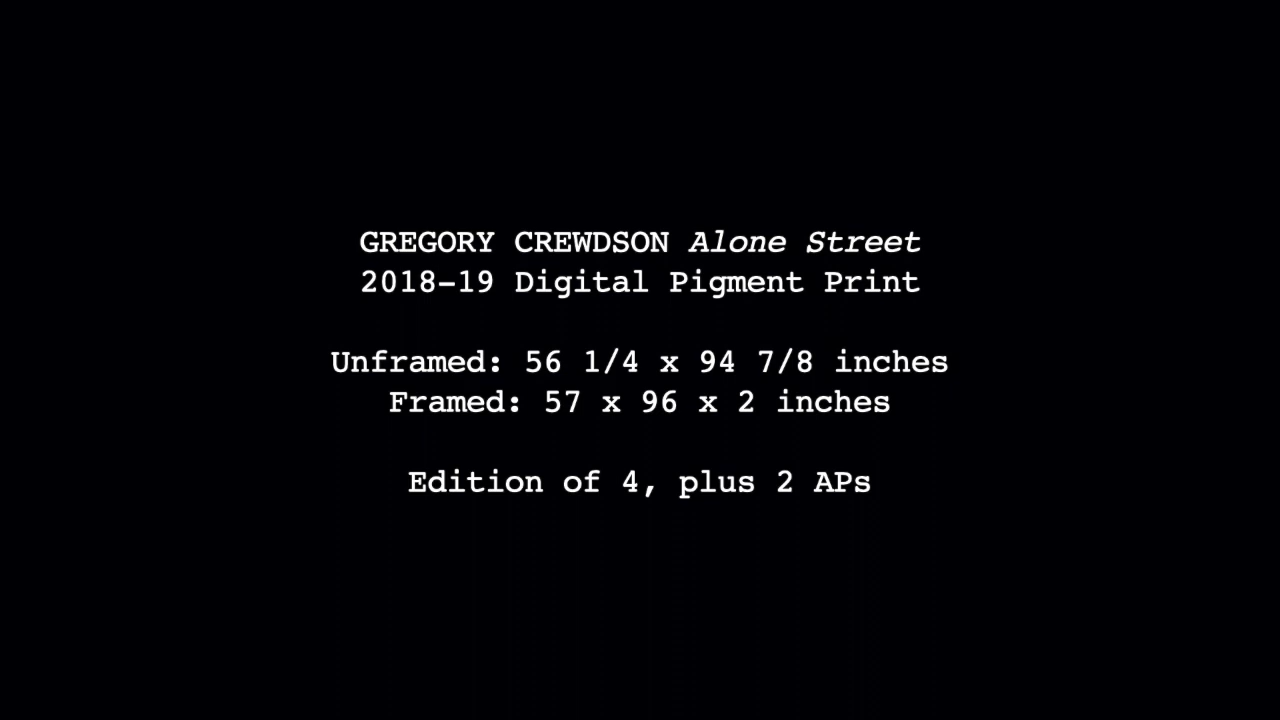 GREGORY CREWDSON Alone Street
2018-19 Digital Pigment Print
Unframed: 56 1/4 x 94 7/8 inches
Framed: 57 x 96 x 2 inches
Edition of 4, plus 2 APs